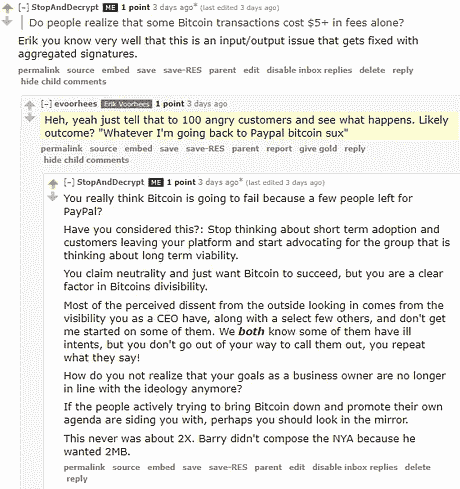 [–] StopAndDecrypt ME 1 point 3 days ago* (last edited 3 days ago)
Do people realize that some Bitcoin transactions cost $5+ in fees alone?
Erik you know very well that this is an input/output issue that gets fixed with
aggregated signatures.
permalink source embed save save-RES parent edit disable inbox replies delete reply
hide child comments
[–] evoorhees Erik Voorhees 1 point 3 days ago
Heh, yeah just tell that to 100 angry customers and see what happens. Likely
outcome? "Whatever I'm going back to Paypal bitcoin sux"
permalink source embed save save-RES parent report give gold reply
hide child comments
[–] StopAndDecrypt ME 1 point 3 days ago* (last edited 3 days ago)
You really think Bitcoin is going to fail because a few people left for
PayPal?
Have you considered this?: Stop thinking about short term adoption and
customers leaving your platform and start advocating for the group that is
thinking about long term viability.
You claim neutrality and just want Bitcoin to succeed, but you are a clear
factor in Bitcoins divisibility.
Most of the perceived dissent from the outside looking in comes from the
visibility you as a CEO have, along with a select few others, and don't get
me started on some of them. We both know some of them have ill
intents, but you don't go out of your way to call them out, you repeat
what they say!
How do you not realize that your goals as a business owner are no longer
in line with the ideology anymore?
If the people actively trying to bring Bitcoin down and promote their own
agenda are siding you with, perhaps you should look in the mirror.
This never was about 2X. Barry didn't compose the NYA because he
wanted 2MB.
permalink source embed save save-RES parent edit disable inbox replies delete
reply